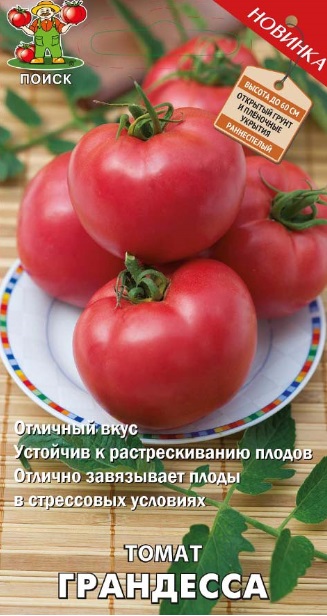 ПОИСК
НОВИНКА
ВЫСОТА ДО 60 СМ
ОТКРЫТЫЙ ГРУНТ
И ПЛЕНОЧНЫЕ
УКРЫТИЯ
РАННЕСПЕЛЫЙ
Отличный вкус
Устойчив к растрескиванию плодов
Отлично завязывает плоды
в стрессовых условиях
ТОМАТ
ГРАНДЕССА